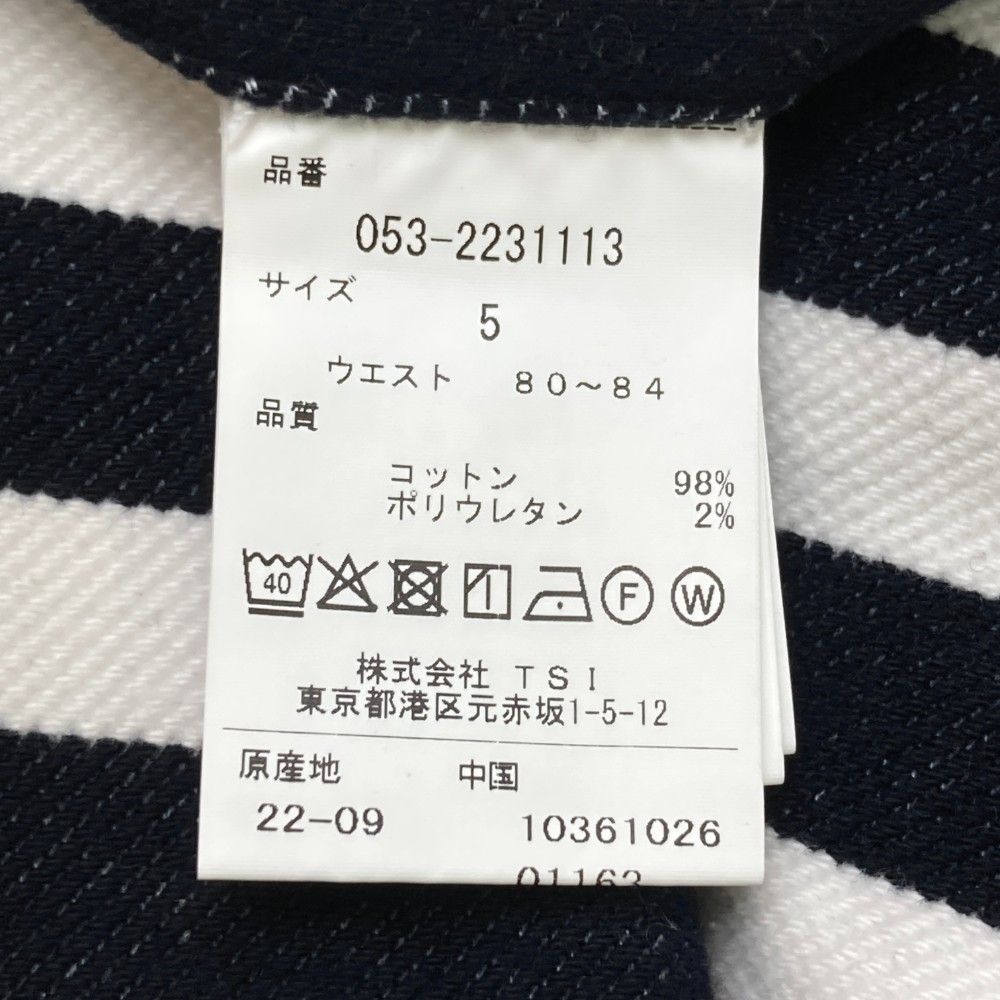 品番
053-2231113
サイズ
5
ウエスト 80～84
品質
コットン 98%
ポリウレタン 2%
40 F W
株式会社 TSI
東京都港区元赤坂1-5-12
原産地 中国
22-09 10361026
01163